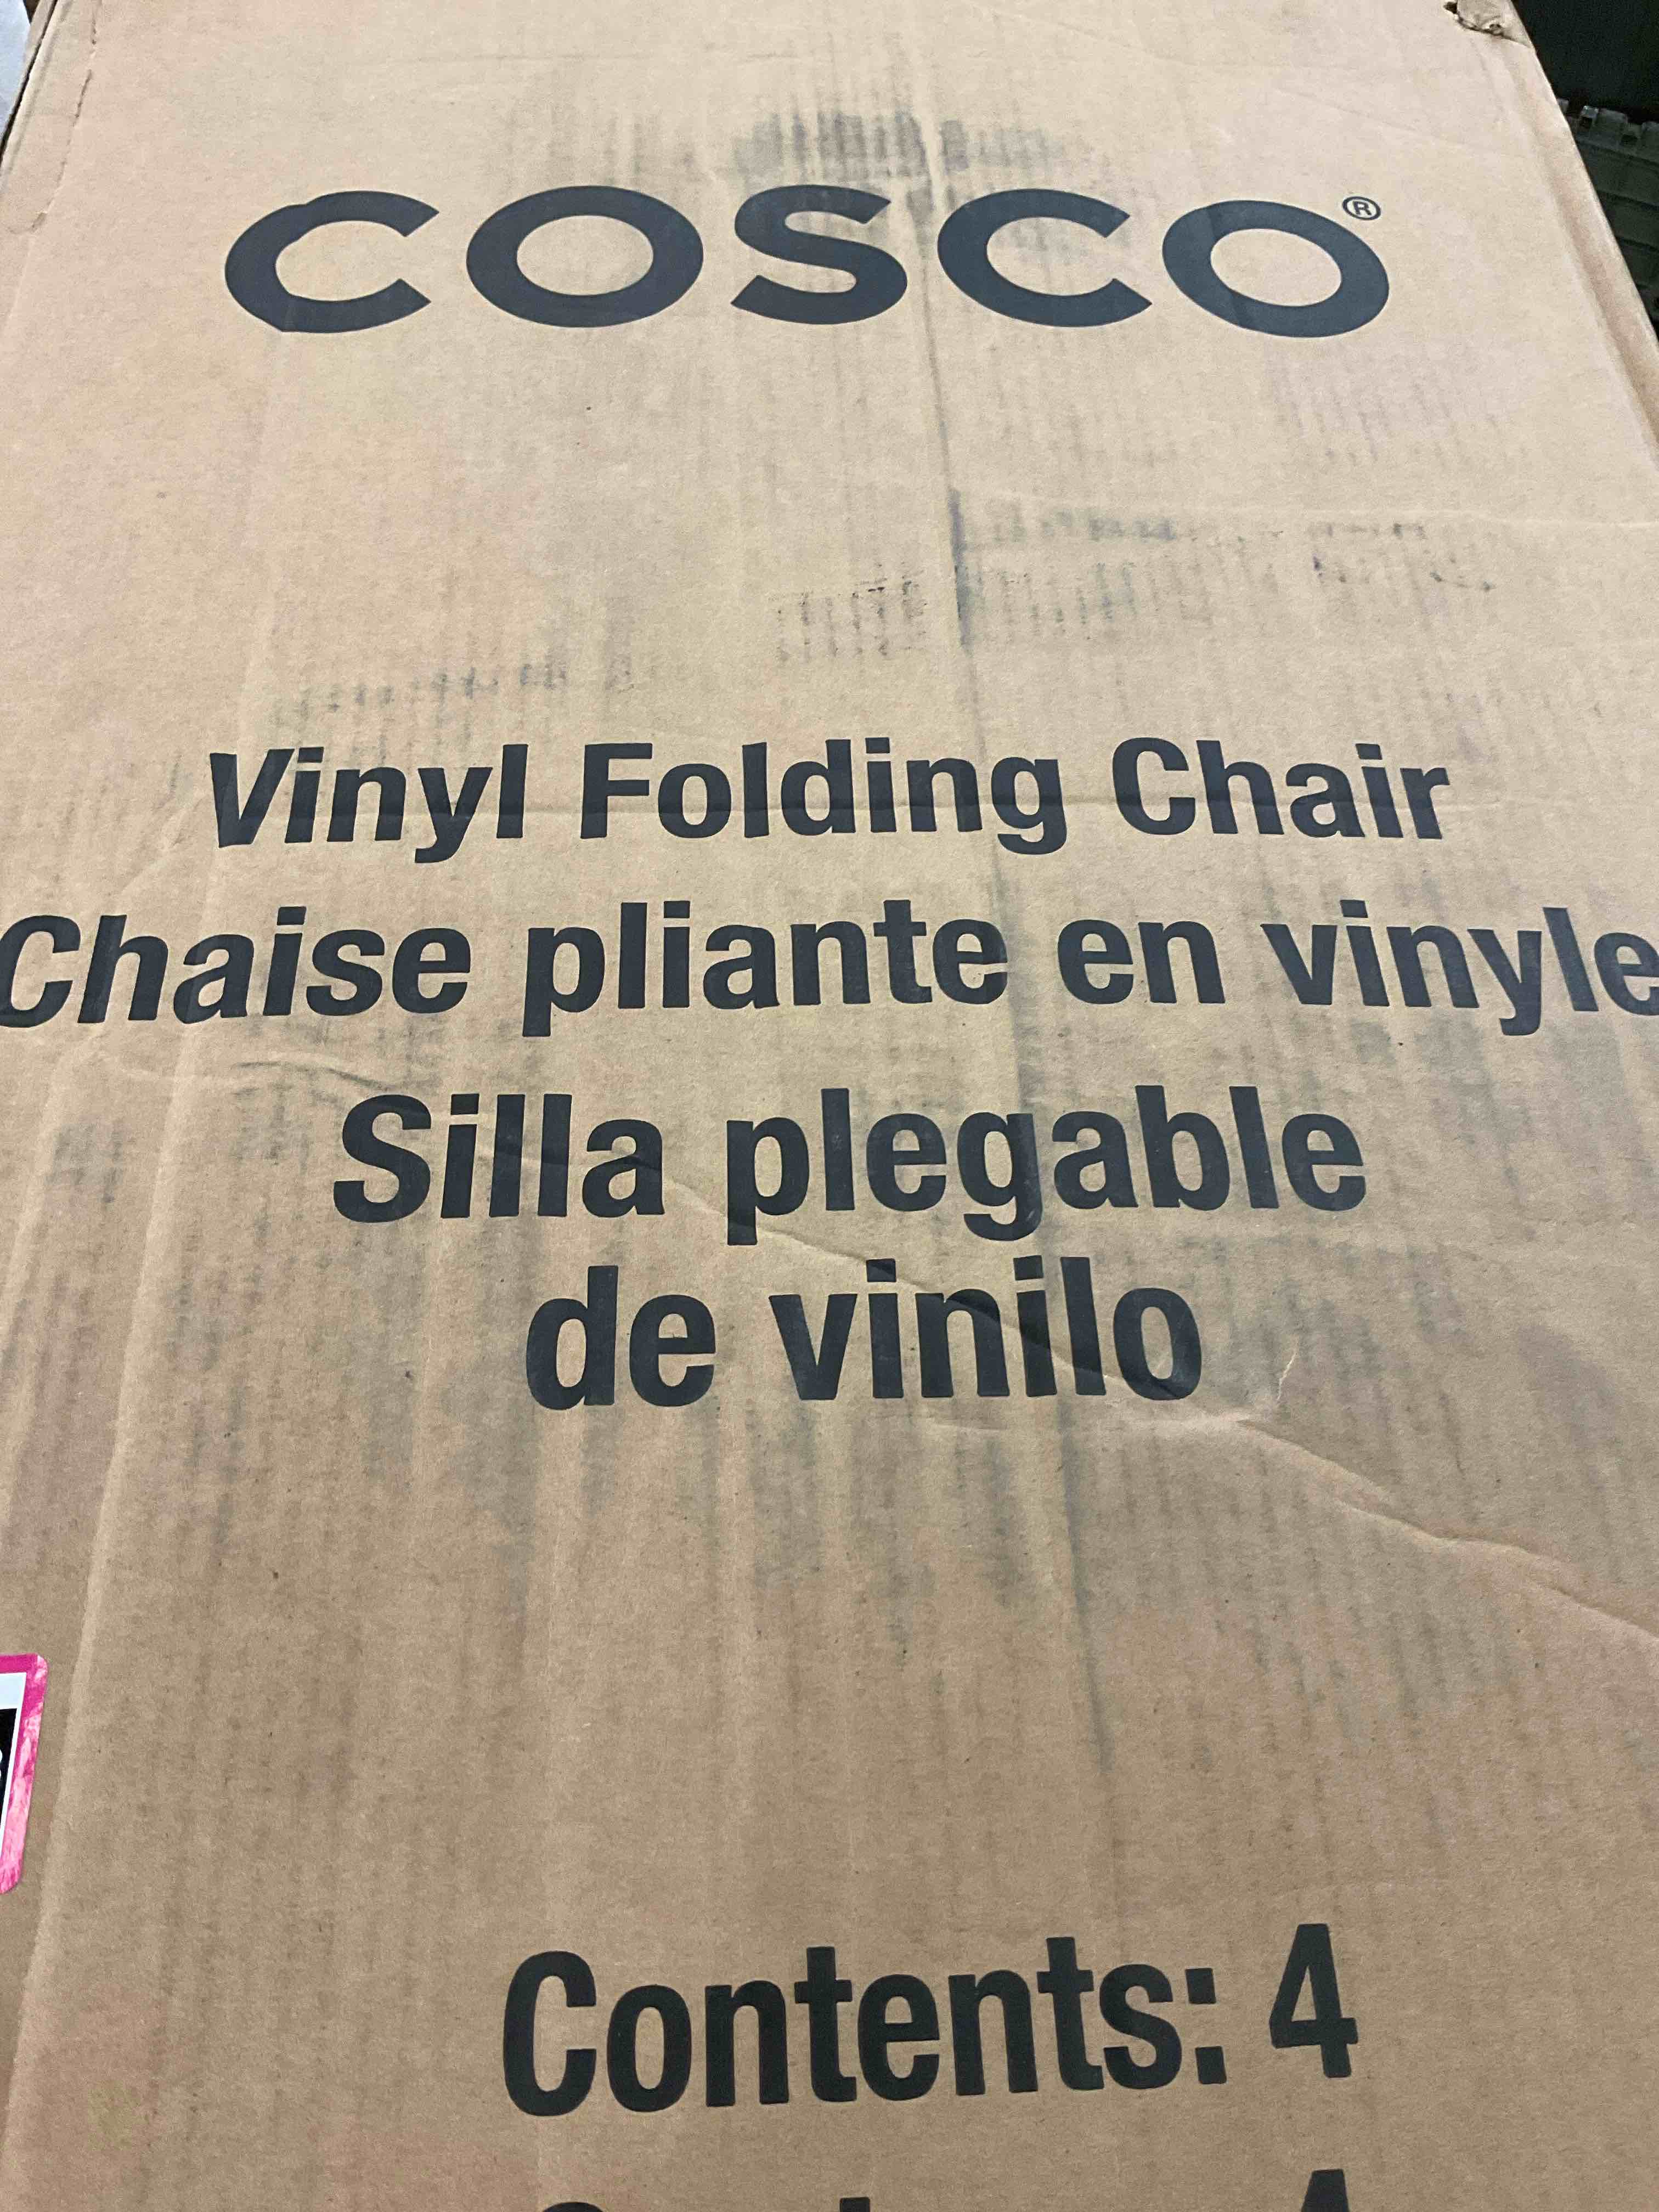 COSCO®
Vinyl Folding Chair
Chaise pliante en vinyle
Silla plegable
de vinilo
Contents: 4